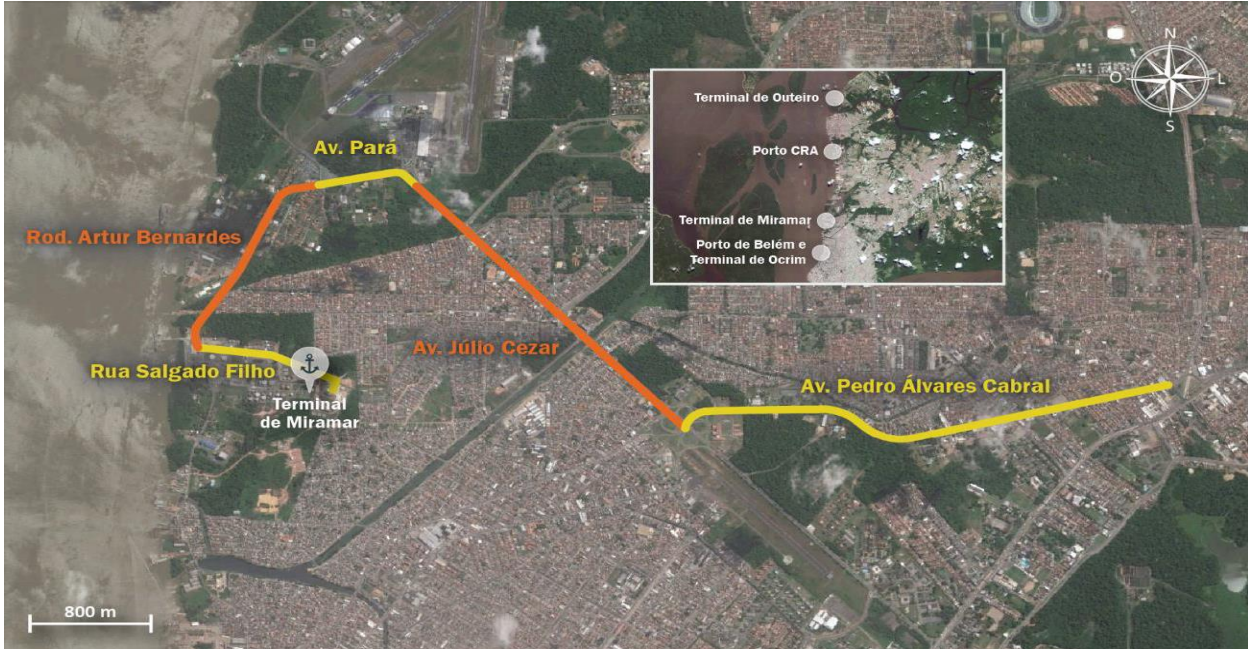 N
O
L
S
Terminal de Outeiro
Porto CRA
Terminal de Miramar
Porto de Belém e
Terminal de Ocrim
Av. Pará
Rod. Artur Bernardes
Av. Júlio Cezar
Rua Salgado Filho
Terminal
de Miramar
Av. Pedro Álvares Cabral
800 m